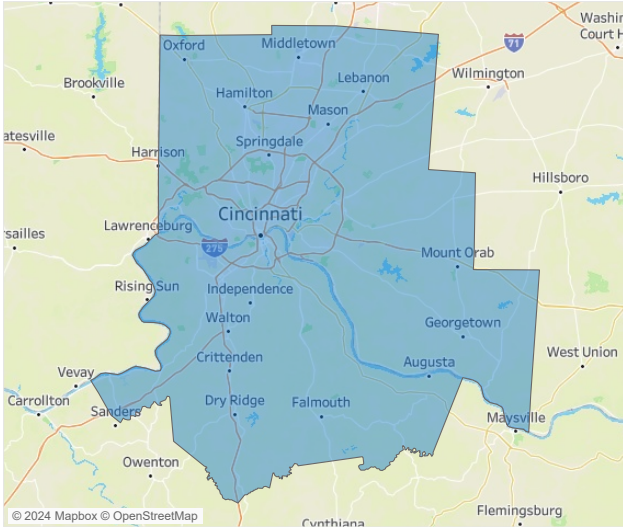 Washin
Court H
71
Oxford
Middletown
Brookville
Lebanon
Wilmington
Hamilton
Mason
atesville
Springdale
Harrison
Hillsboro
Cincinnati
Lawrenceburg
rsailles
275
Mount Orab
Rising Sun
Independence
Walton
Georgetown
West Union
Crittenden
Augusta
Vevay
Carrollton
Sanders
Dry Ridge
Falmouth
Maysville
Owenton
Flemingsburg
Cynthiana
© 2024 Mapbox © OpenStreetMap